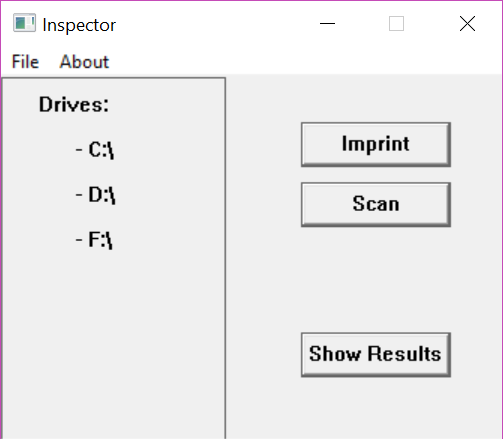 Inspector
File About
Drives:
- C:\
- D:\
- F:\
Imprint
Scan
Show Results